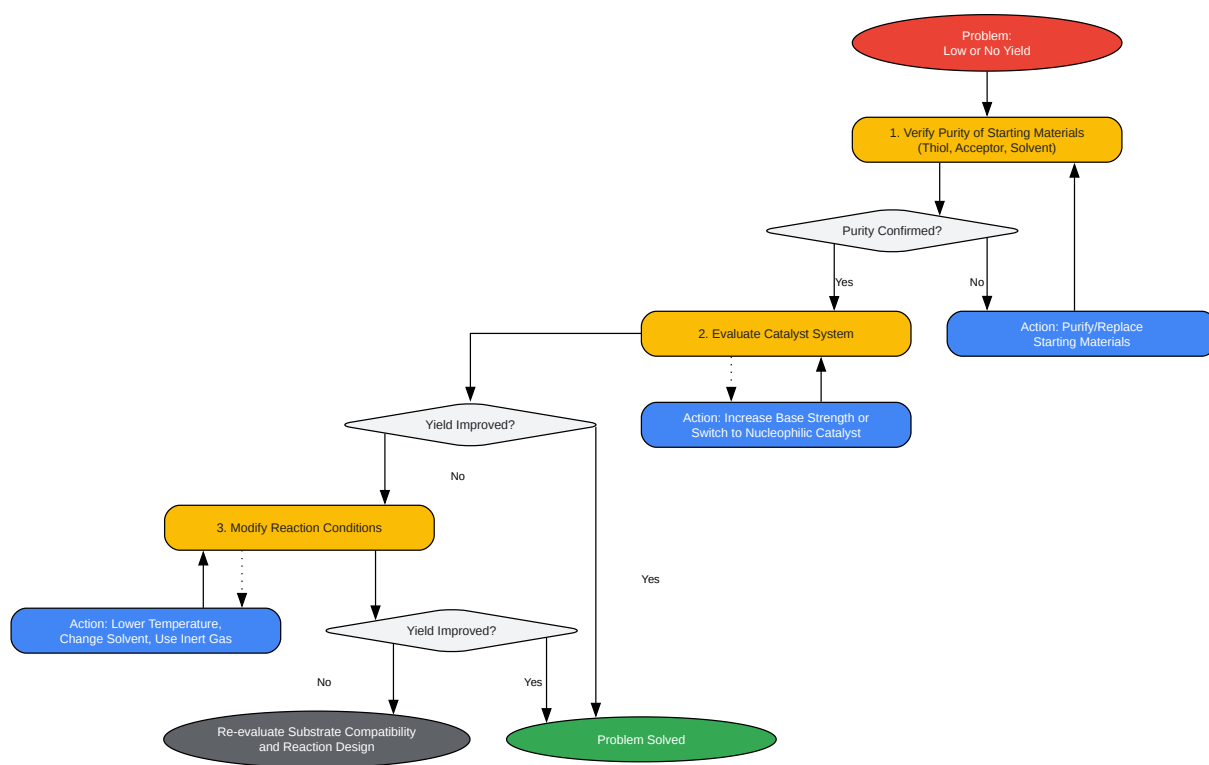 Problem:
Low or No Yield
1. Verify Purity of Starting Materials
(Thiol, Acceptor, Solvent)
Purity Confirmed?
Yes
No
2. Evaluate Catalyst System
Action: Purify/Replace
Starting Materials
Action: Increase Base Strength or
Switch to Nucleophilic Catalyst
Yield Improved?
No
3. Modify Reaction Conditions
Yes
Action: Lower Temperature,
Change Solvent, Use Inert Gas
Yield Improved?
No
Yes
Re-evaluate Substrate Compatibility
and Reaction Design
Problem Solved